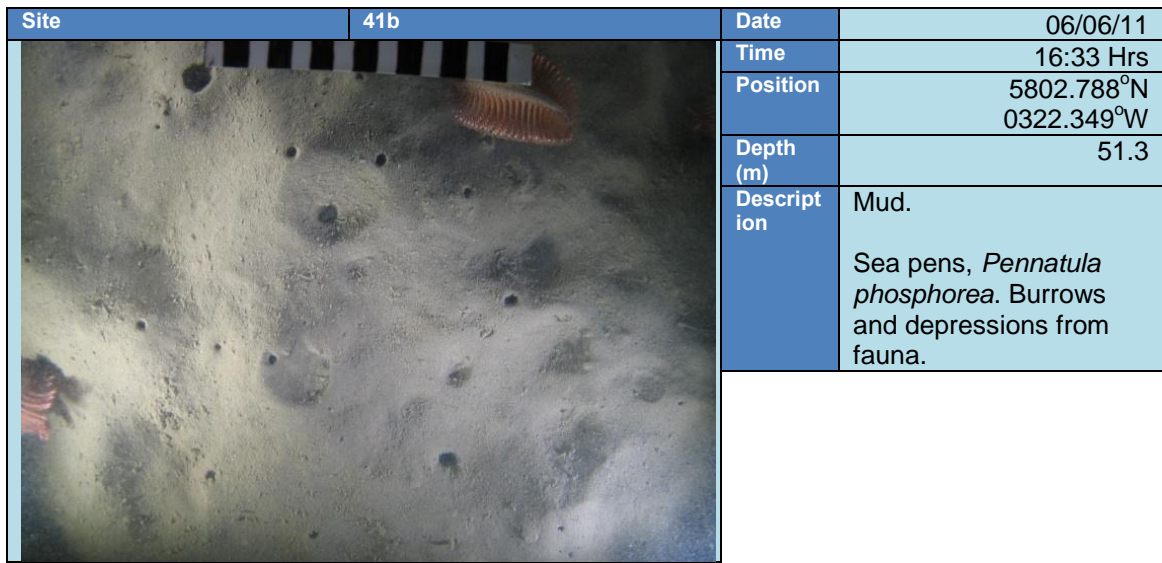 Site 41b Date 06/06/11
Time 16:33 Hrs
Position 5802.788°N
0322.349°W
Depth
(m) 51.3
Descript
ion Mud.
Sea pens, Pennatula
phosphorea. Burrows
and depressions from
fauna.